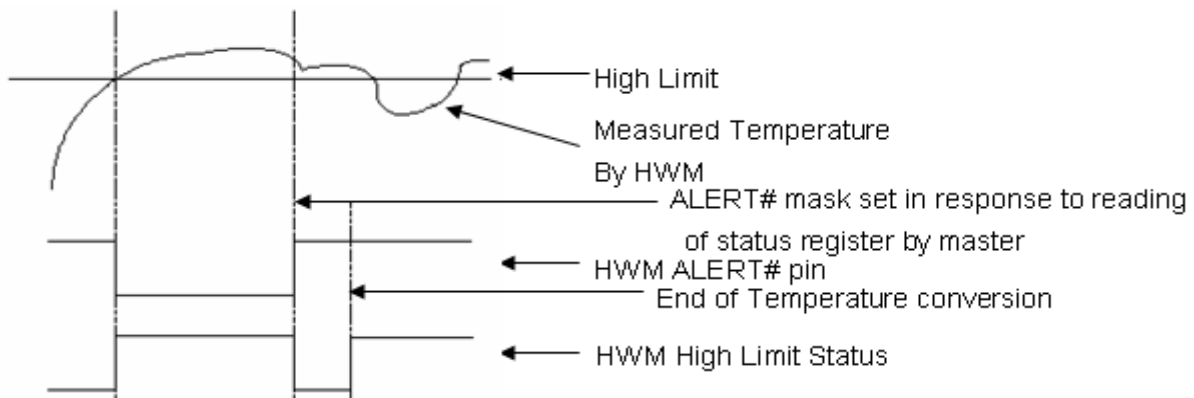 High Limit
Measured Temperature
By HWM
ALERT# mask set in response to reading
of status register by master
HWM ALERT# pin
End of Temperature conversion
HWM High Limit Status